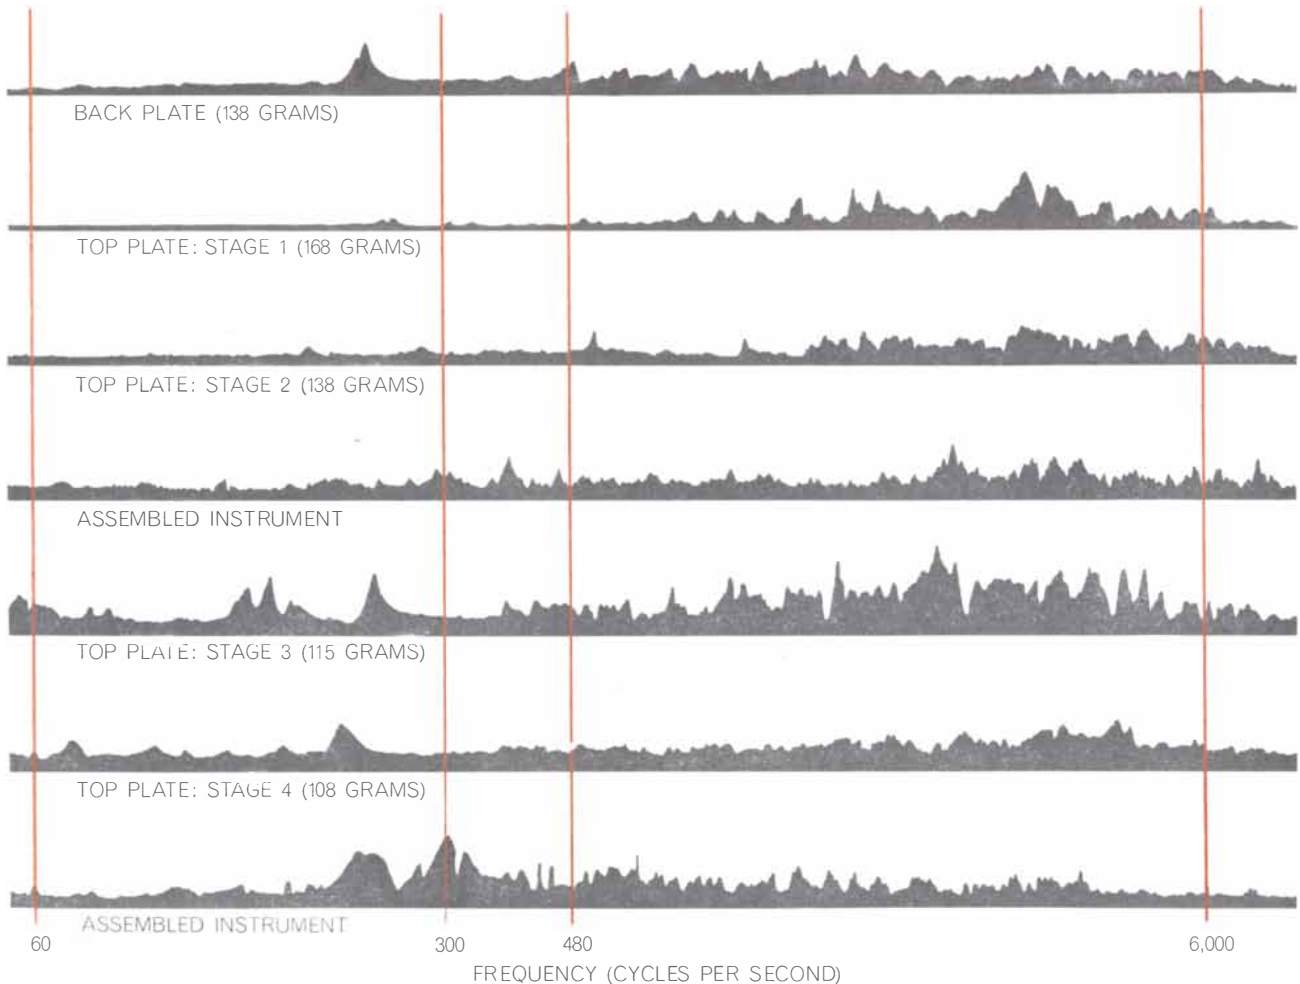 BACK PLATE (138 GRAMS)
TOP PLATE: STAGE 1 (168 GRAMS)
TOP PLATE: STAGE 2 (138 GRAMS)
ASSEMBLED INSTRUMENT
TOP PLATE: STAGE 3 (115 GRAMS)
TOP PLATE: STAGE 4 (108 GRAMS)
ASSEMBLED INSTRUMENT
60 300 480 6,000
FREQUENCY (CYCLES PER SECOND)